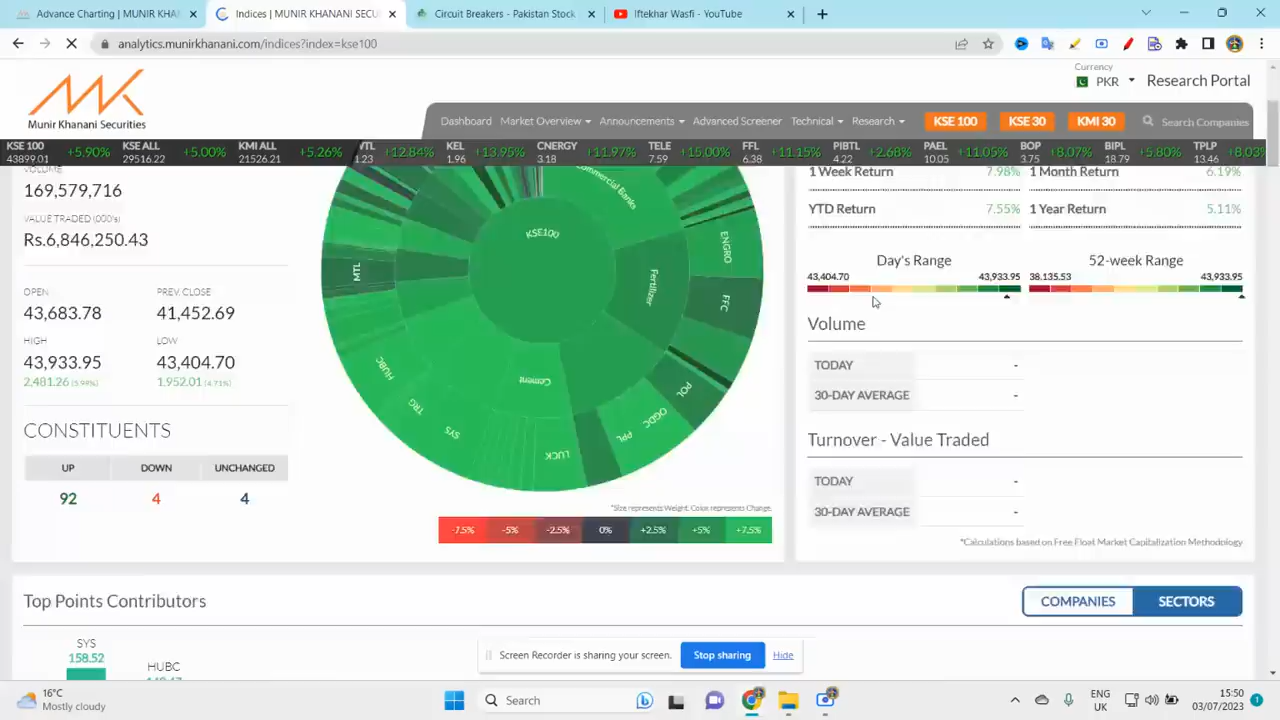 Advance Charting | MUNIR KHAN
Indices | MUNIR KHANANI SECU
Circuit Breakers - Pakistan Stock
Iftekhar Wasfi - YouTube
analytics.munirkhanani.com/indices?index=kse100
MK
Munir Khanani Securities
Currency
PKR
Research Portal
Dashboard Market Overview Announcements Advanced Screener Technical Research KSE 100 KSE 30 KMI 30 Search Companies
KSE 100 43899.01 +5.90% KSE ALL 29516.22 +5.00% KMI ALL 21526.21 +5.26% 1.23 +12.84% KEL 1.96 +13.95% CNERGY 3.18 +11.97% TELE 7.59 +15.00% FFL 6.38 +11.15% PIBTL 4.22 +2.68% PAEL 10.05 +11.05% BOP 3.75 +8.07% BIPL 18.79 +5.80% TPLP 13.46 +8.03
VOLUME
169,579,716
VALUE TRADED (,000's)
Rs.6,846,250.43
OPEN
43,683.78
PREV. CLOSE
41,452.69
HIGH
43,933.95
2,481.26 (5.99%)
LOW
43,404.70
1,952.01 (4.71%)
CONSTITUENTS
UP DOWN UNCHANGED
92 4 4
KSE100
Commercial Banks
Fertilizer
Cement
ENGRO
FFC
POL
OGDC
PPL
LUCK
SYS
TRG
HUBC
MTL
*Size represents Weight. Color represents Change.
-7.5% -5% -2.5% 0% +2.5% +5% +7.5%
1 Week Return 7.98%
1 Month Return 6.19%
YTD Return 7.55%
1 Year Return 5.11%
Day's Range
43,404.70 43,933.95
52-week Range
38,135.53 43,933.95
Volume
TODAY -
30-DAY AVERAGE -
Turnover - Value Traded
TODAY -
30-DAY AVERAGE -
*Calculations based on Free Float Market Capitalization Methodology
Top Points Contributors
COMPANIES SECTORS
SYS
158.52
HUBC
Screen Recorder is sharing your screen. Stop sharing Hide
16°C
Mostly cloudy
Search
ENG
UK
15:50
03/07/2023
1